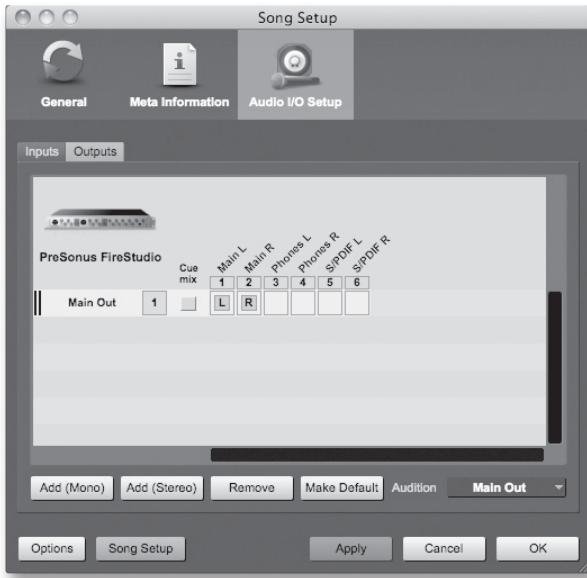 Song Setup
General Meta Information Audio I/O Setup
Inputs Outputs
PreSonus FireStudio
Cue mix
Main L Main R Phones L Phones R S/PDIF L S/PDIF R
1 2 3 4 5 6
Main Out 1 L R
Add (Mono) Add (Stereo) Remove Make Default Audition Main Out
Options Song Setup Apply Cancel OK